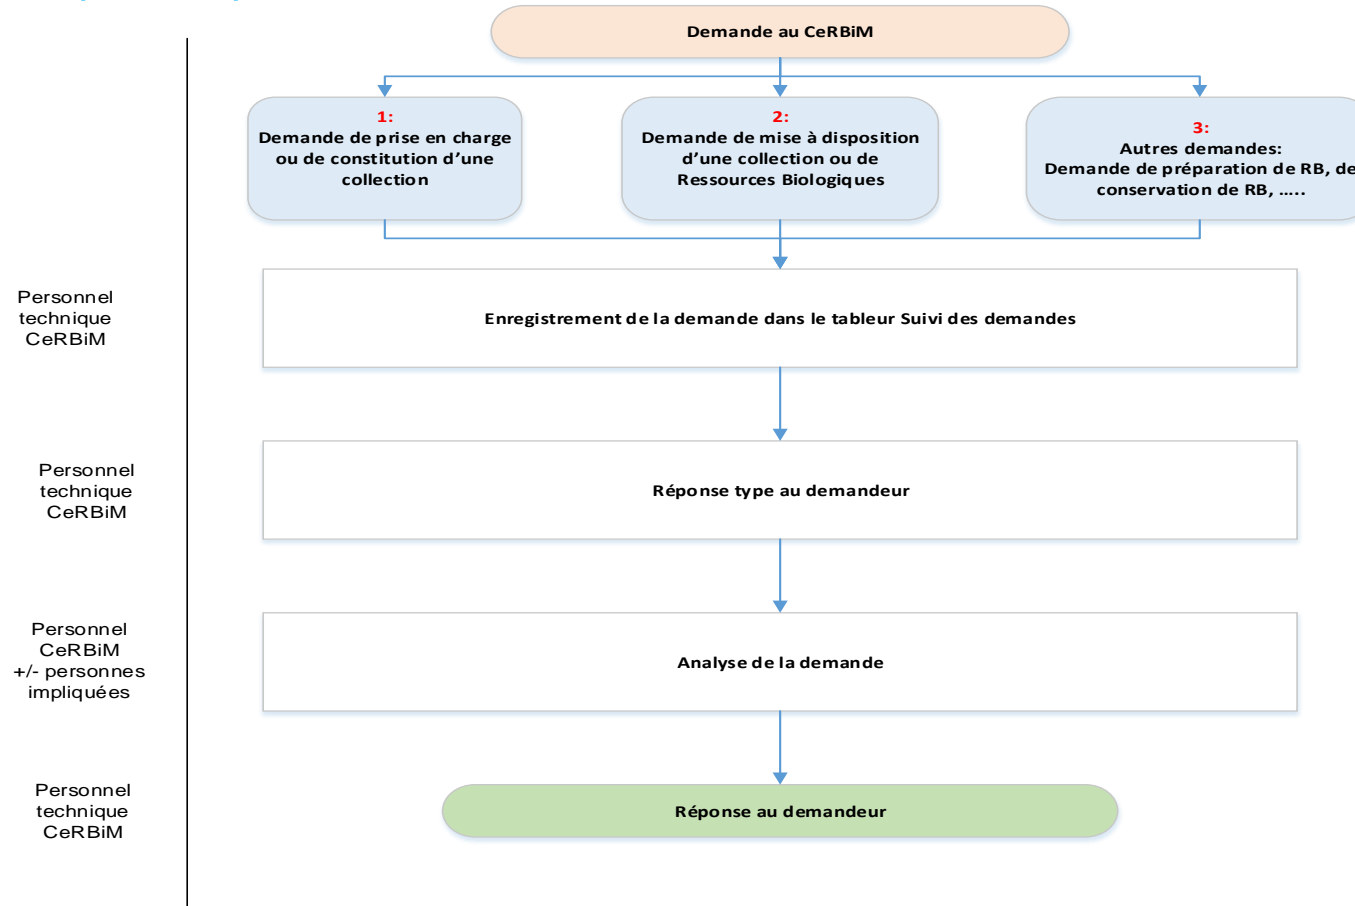 Demande au CeRBiM
1:
Demande de prise en charge
ou de constitution d'une
collection
2:
Demande de mise à disposition
d'une collection ou de
Ressources Biologiques
3:
Autres demandes:
Demande de préparation de RB, de
conservation de RB, .....
Personnel
technique
CeRBiM
Enregistrement de la demande dans le tableur Suivi des demandes
Personnel
technique
CeRBiM
Réponse type au demandeur
Personnel
CeRBiM
+/- personnes
impliquées
Analyse de la demande
Personnel
technique
CeRBiM
Réponse au demandeur